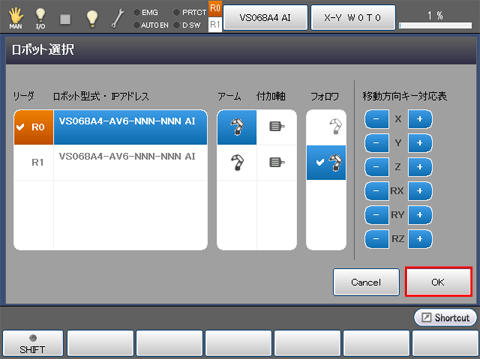 MAN
I/O
EMG
PRTCT
AUTO EN
D SW
R0
R1
VS068A4 AI
X-Y W 0 T 0
1 %
ロボット選択
リーダ ロボット型式・IPアドレス アーム 付加軸 フォロワ 移動方向キー対応表
R0 VS068A4-AV6-NNN-NNN AI
R1 VS068A4-AV6-NNN-NNN AI
- X +
- Y +
- Z +
- RX +
- RY +
- RZ +
Cancel OK
Shortcut
SHIFT